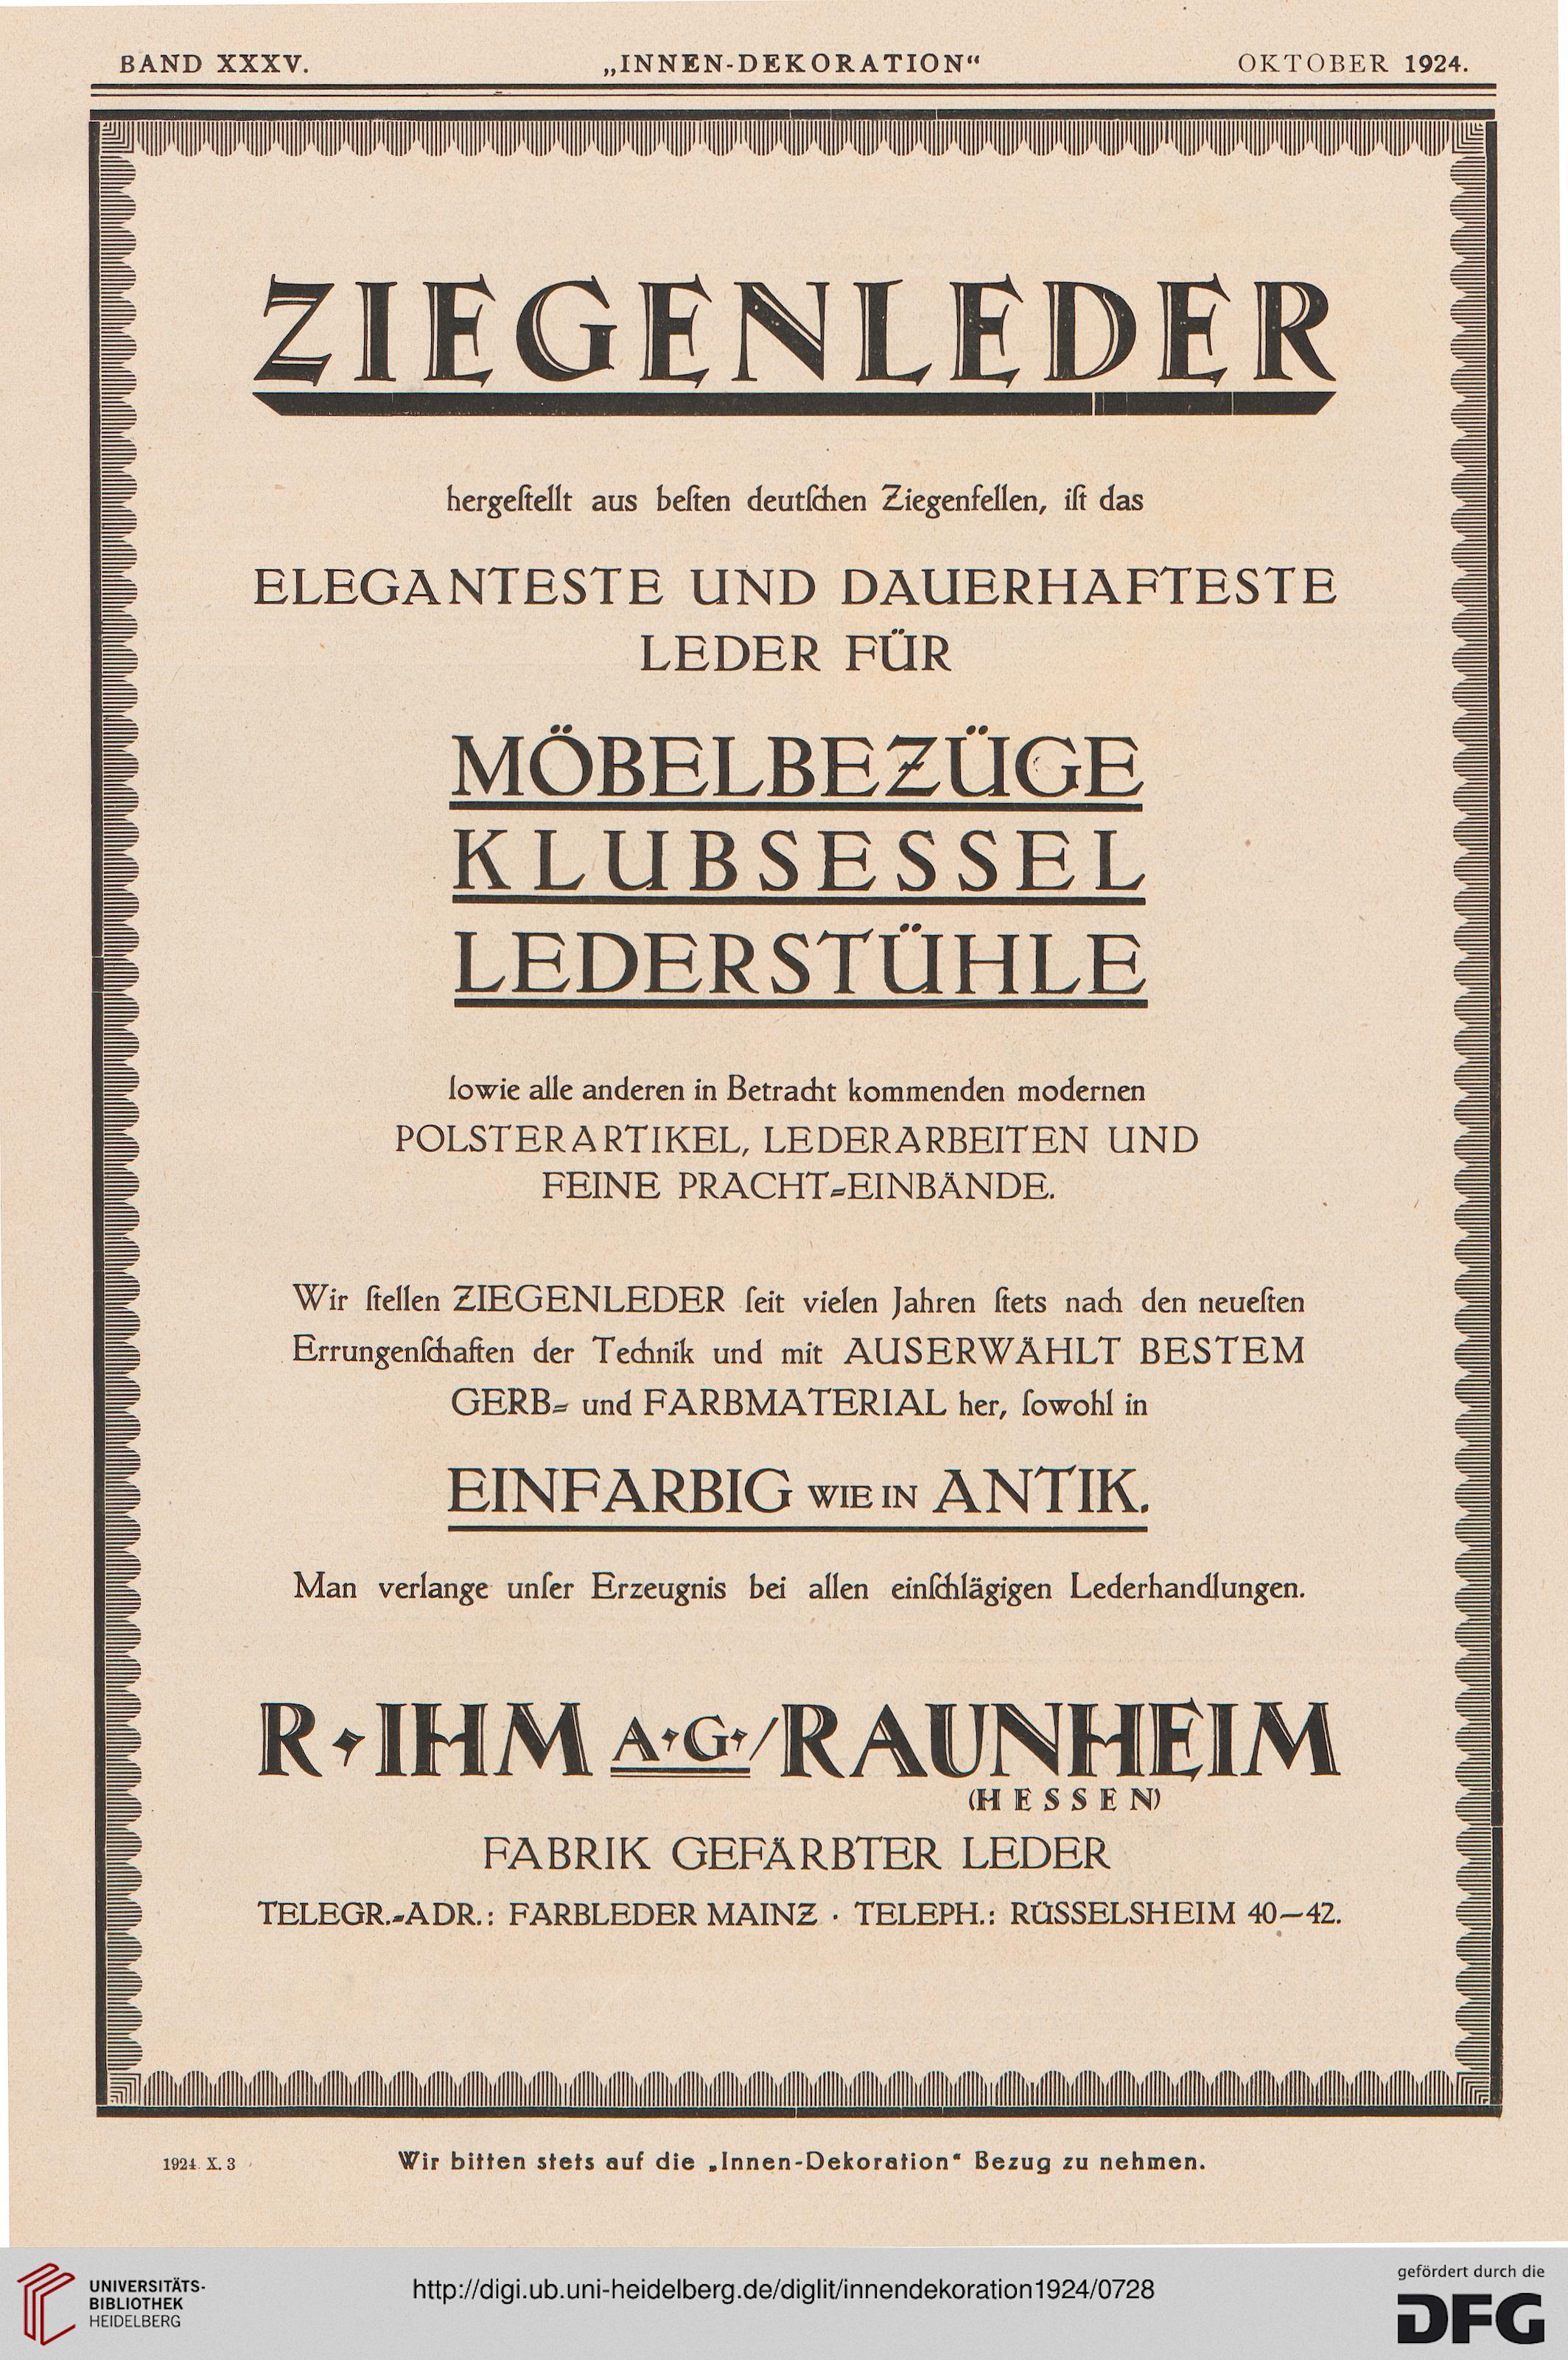 BAND XXXV.
„INNEN-DEKORATION“
OKTOBER 1924.
ZIEGENLEDER
hergeſtellt aus beſten deutſchen Ziegenfellen, iſt das
ELEGANTESTE UND DAUERHAFTESTE
LEDER FÜR
MÖBELBEZÜGE
KLUBSESSEL
LEDERSTÜHLE
ſowie alle anderen in Betracht kommenden modernen
POLSTERARTIKEL, LEDERARBEITEN UND
FEINE PRACHT-EINBÄNDE.
Wir ſtellen ZIEGENLEDER ſeit vielen Jahren ſtets nach den neueſten
Errungenſchaften der Technik und mit AUSERWÄHLT BESTEM
GERB- und FARBMATERIAL her, ſowohl in
EINFARBIG WIE IN ANTIK.
Man verlange unſer Erzeugnis bei allen einſchlägigen Lederhandlungen.
R·IHM A·G·/RAUNHEIM
(HESSEN)
FABRIK GEFÄRBTER LEDER
TELEGR.-ADR.: FARBLEDER MAINZ · TELEPH.: RÜSSELSHEIM 40—42.
1924. X. 3
Wir bitten stets auf die „Innen-Dekoration“ Bezug zu nehmen.
UNIVERSITÄTS-
BIBLIOTHEK
HEIDELBERG
http://digi.ub.uni-heidelberg.de/diglit/innendekoration1924/0728
gefördert durch die
DFG